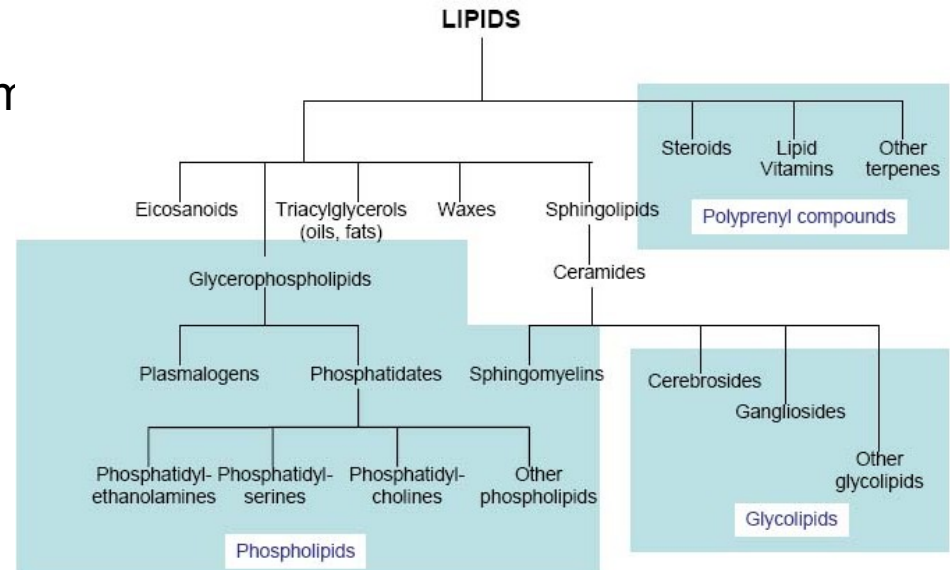 LIPIDS
m
Steroids
Lipid
Vitamins
Other
terpenes
Polyprenyl compounds
Eicosanoids
Triacylglycerols
(oils, fats)
Waxes
Sphingolipids
Glycerophospholipids
Ceramides
Plasmalogens
Phosphatidates
Sphingomyelins
Cerebrosides
Gangliosides
Other
glycolipids
Glycolipids
Phosphatidyl-
ethanolamines
Phosphatidyl-
serines
Phosphatidyl-
cholines
Other
phospholipids
Phospholipids